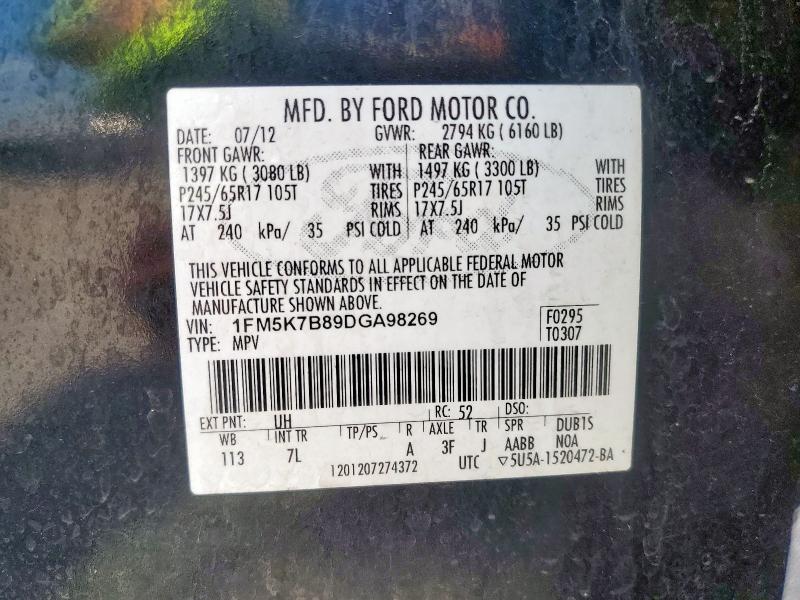 MFD. BY FORD MOTOR CO.
DATE: 07/12 GVWR: 2794 KG ( 6160 LB)
FRONT GAWR: REAR GAWR:
1397 KG ( 3080 LB) WITH 1497 KG ( 3300 LB) WITH
P245/65R17 105T TIRES P245/65R17 105T TIRES
17X7.5J RIMS 17X7.5J RIMS
AT 240 kPa/ 35 PSI COLD AT 240 kPa/ 35 PSI COLD
THIS VEHICLE CONFORMS TO ALL APPLICABLE FEDERAL MOTOR
VEHICLE SAFETY STANDARDS IN EFFECT ON THE DATE OF
MANUFACTURE SHOWN ABOVE.
VIN: 1FM5K7B89DGA98269 F0295
TYPE: MPV T0307
EXT PNT: UH RC: 52 DSO:
WB INT TR TP/PS R AXLE TR SPR DUB1S
113 7L A 3F J AABB NOA
1201207274372 UTC ▽5U5A-1520472-BA